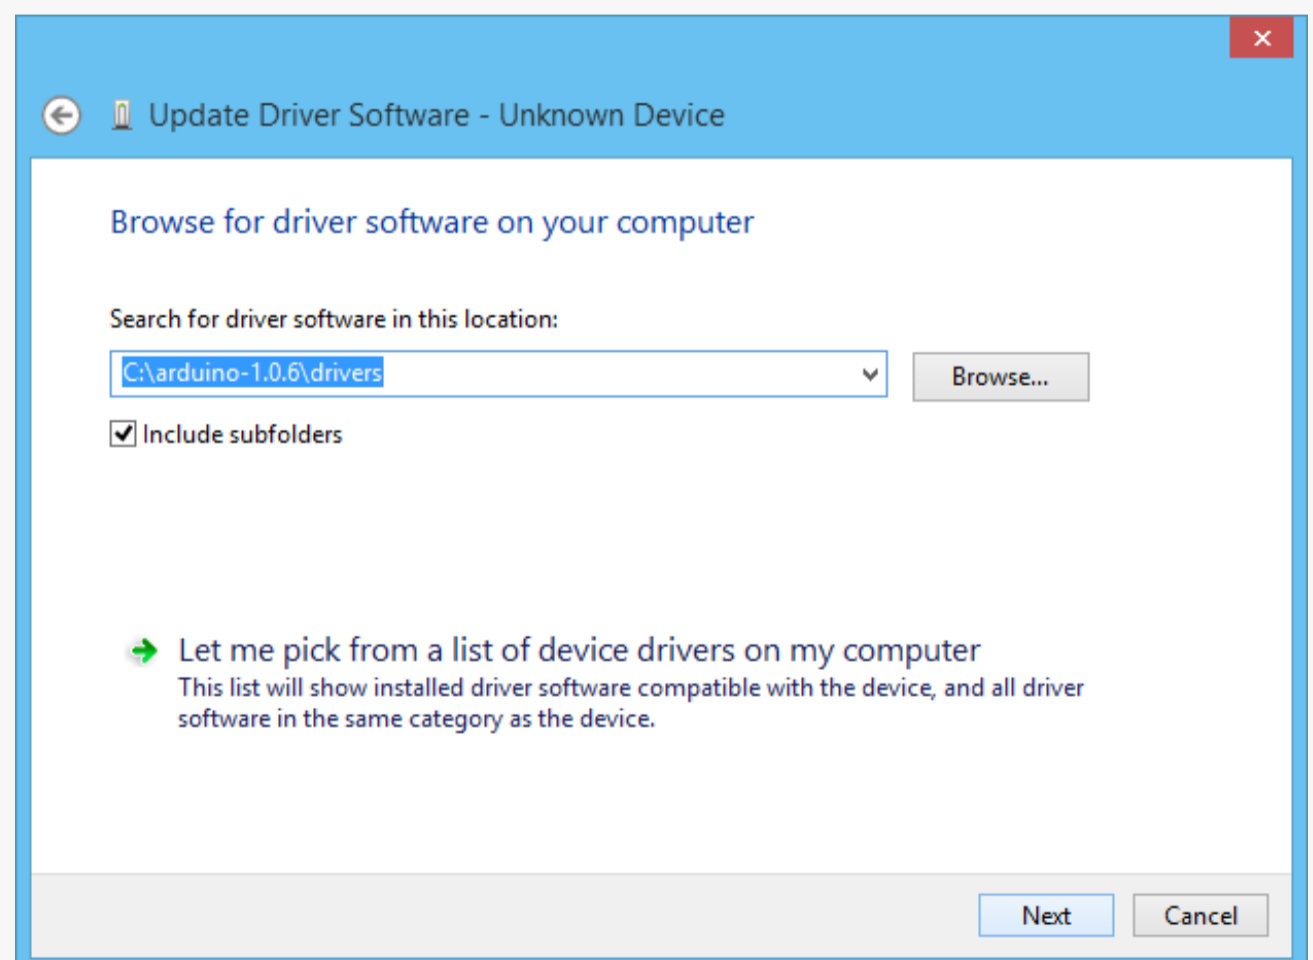 Update Driver Software - Unknown Device
Browse for driver software on your computer
Search for driver software in this location:
C:\arduino-1.0.6\drivers
Browse...
Include subfolders
Let me pick from a list of device drivers on my computer
This list will show installed driver software compatible with the device, and all driver
software in the same category as the device.
Next
Cancel